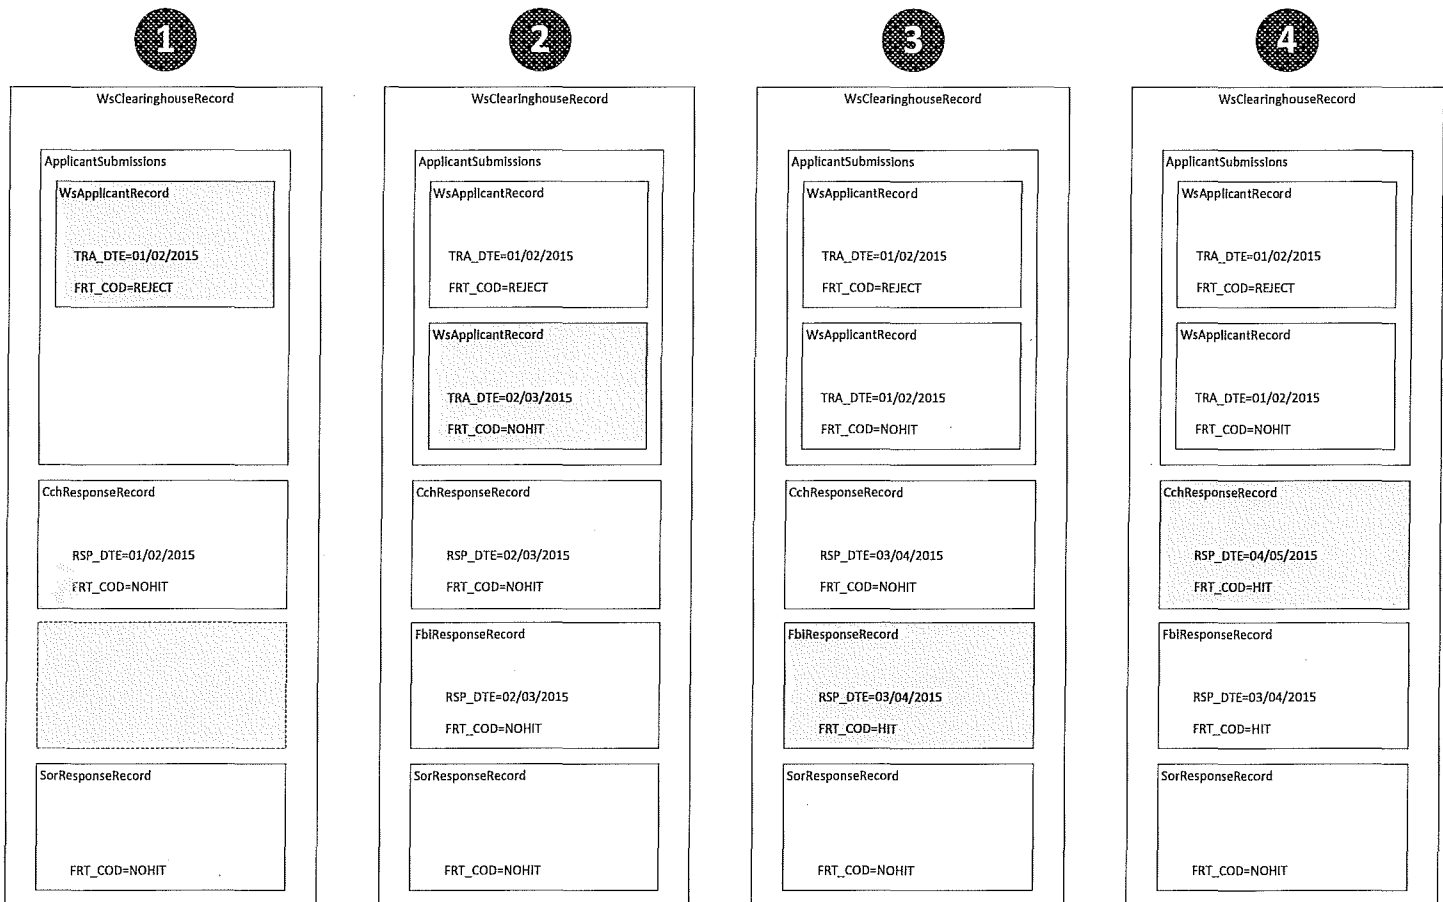 1
WsClearinghouseRecord
ApplicantSubmissions
WsApplicantRecord
TRA_DTE=01/02/2015
FRT_COD=REJECT
CchResponseRecord
RSP_DTE=01/02/2015
FRT_COD=NOHIT
SorResponseRecord
FRT_COD=NOHIT
2
WsClearinghouseRecord
ApplicantSubmissions
WsApplicantRecord
TRA_DTE=01/02/2015
FRT_COD=REJECT
WsApplicantRecord
TRA_DTE=02/03/2015
FRT_COD=NOHIT
CchResponseRecord
RSP_DTE=02/03/2015
FRT_COD=NOHIT
FbiResponseRecord
RSP_DTE=02/03/2015
FRT_COD=NOHIT
SorResponseRecord
FRT_COD=NOHIT
3
WsClearinghouseRecord
ApplicantSubmissions
WsApplicantRecord
TRA_DTE=01/02/2015
FRT_COD=REJECT
WsApplicantRecord
TRA_DTE=01/02/2015
FRT_COD=NOHIT
CchResponseRecord
RSP_DTE=03/04/2015
FRT_COD=NOHIT
FbiResponseRecord
RSP_DTE=03/04/2015
FRT_COD=HIT
SorResponseRecord
FRT_COD=NOHIT
4
WsClearinghouseRecord
ApplicantSubmissions
WsApplicantRecord
TRA_DTE=01/02/2015
FRT_COD=REJECT
WsApplicantRecord
TRA_DTE=01/02/2015
FRT_COD=NOHIT
CchResponseRecord
RSP_DTE=04/05/2015
FRT_COD=HIT
FbiResponseRecord
RSP_DTE=03/04/2015
FRT_COD=HIT
SorResponseRecord
FRT_COD=NOHIT